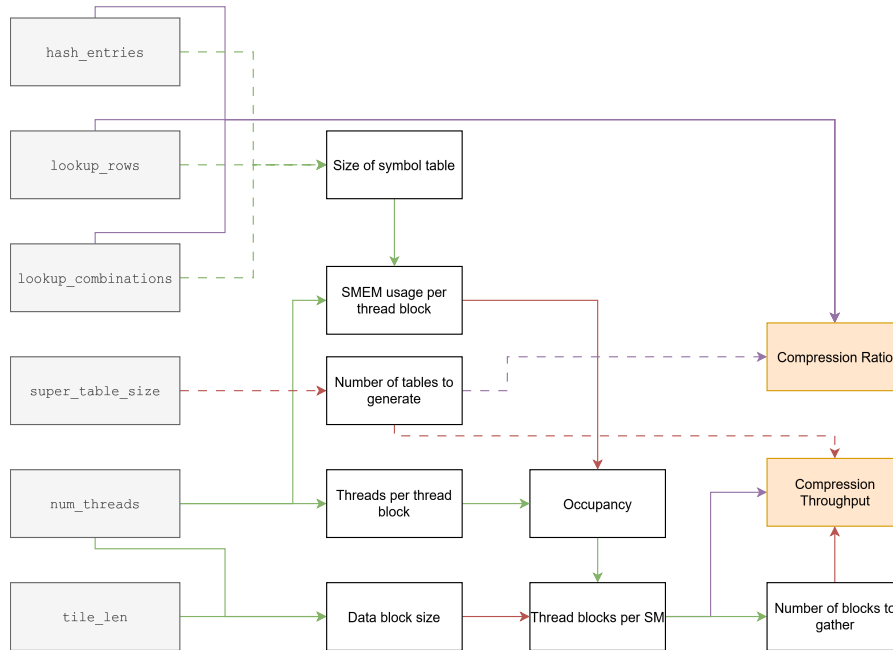 hash_entries
lookup_rows
Size of symbol table
lookup_combinations
SMEM usage per
thread block
Compression Ratio
super_table_size
Number of tables to
generate
num_threads
Threads per thread
block
Occupancy
Compression
Throughput
tile_len
Data block size
Thread blocks per SM
Number of blocks to
gather